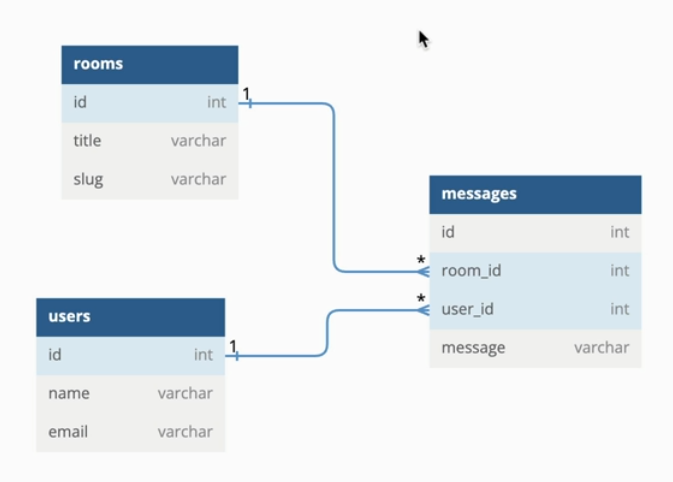 rooms
id int
title varchar
slug varchar
1
messages
id int
* room_id int
* user_id int
message varchar
users
id int
name varchar
email varchar
1